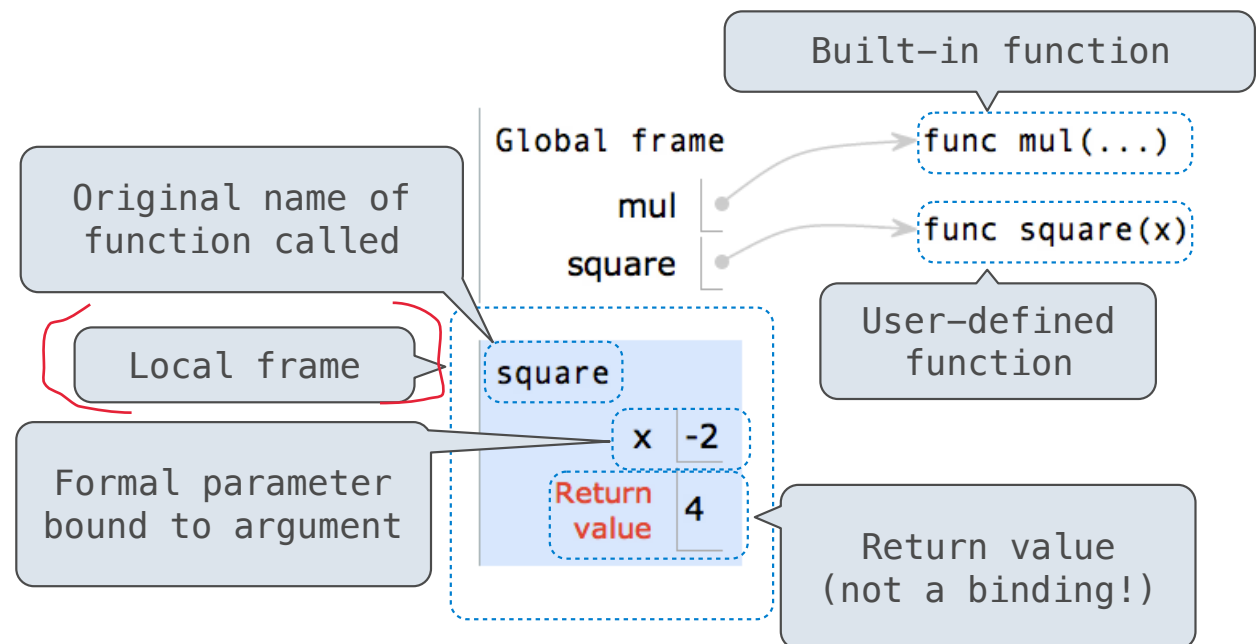 Built-in function
Global frame
func mul(...)
Original name of
function called
mul
square
func square(x)
User-defined
function
Local frame
square
x -2
Formal parameter
bound to argument
Return
value
4
Return value
(not a binding!)